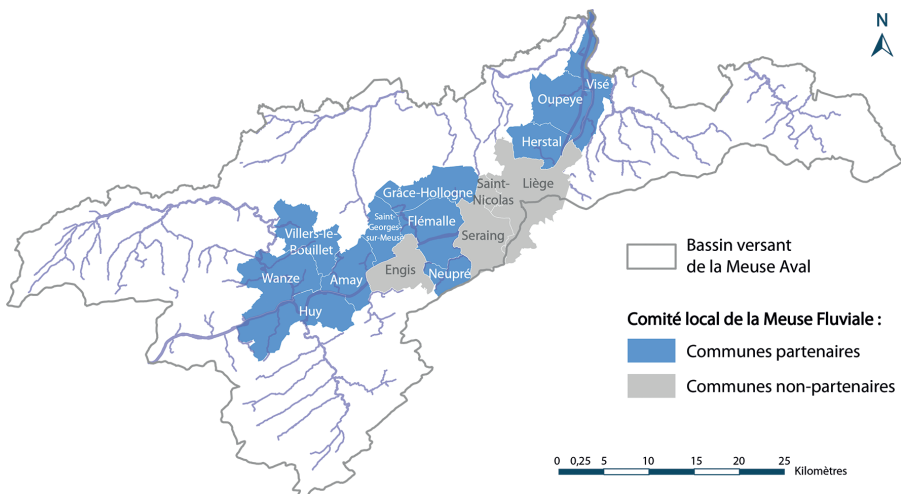 N
Visé
Oupeye
Herstal
Liège
Saint-
Nicolas
Grâce-Hollogne
Saint-
Georges-
sur-Meuse
Flémalle
Seraing
Villers-le-
Bouillet
Engis
Neupré
Wanze
Amay
Huy
Bassin versant
de la Meuse Aval
Comité local de la Meuse Fluviale :
Communes partenaires
Communes non-partenaires
0 0,25 5 10 15 20 25
Kilomètres